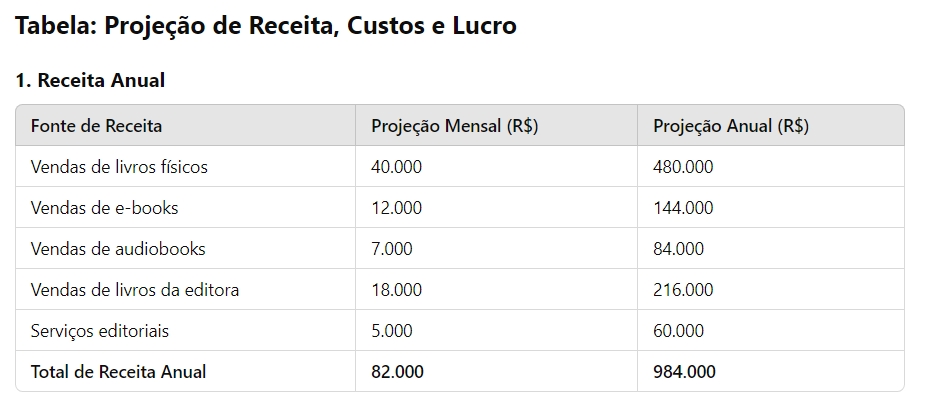 Tabela: Projeção de Receita, Custos e Lucro
1. Receita Anual
Fonte de Receita Projeção Mensal (R$) Projeção Anual (R$)
Vendas de livros físicos 40.000 480.000
Vendas de e-books 12.000 144.000
Vendas de audiobooks 7.000 84.000
Vendas de livros da editora 18.000 216.000
Serviços editoriais 5.000 60.000
Total de Receita Anual 82.000 984.000